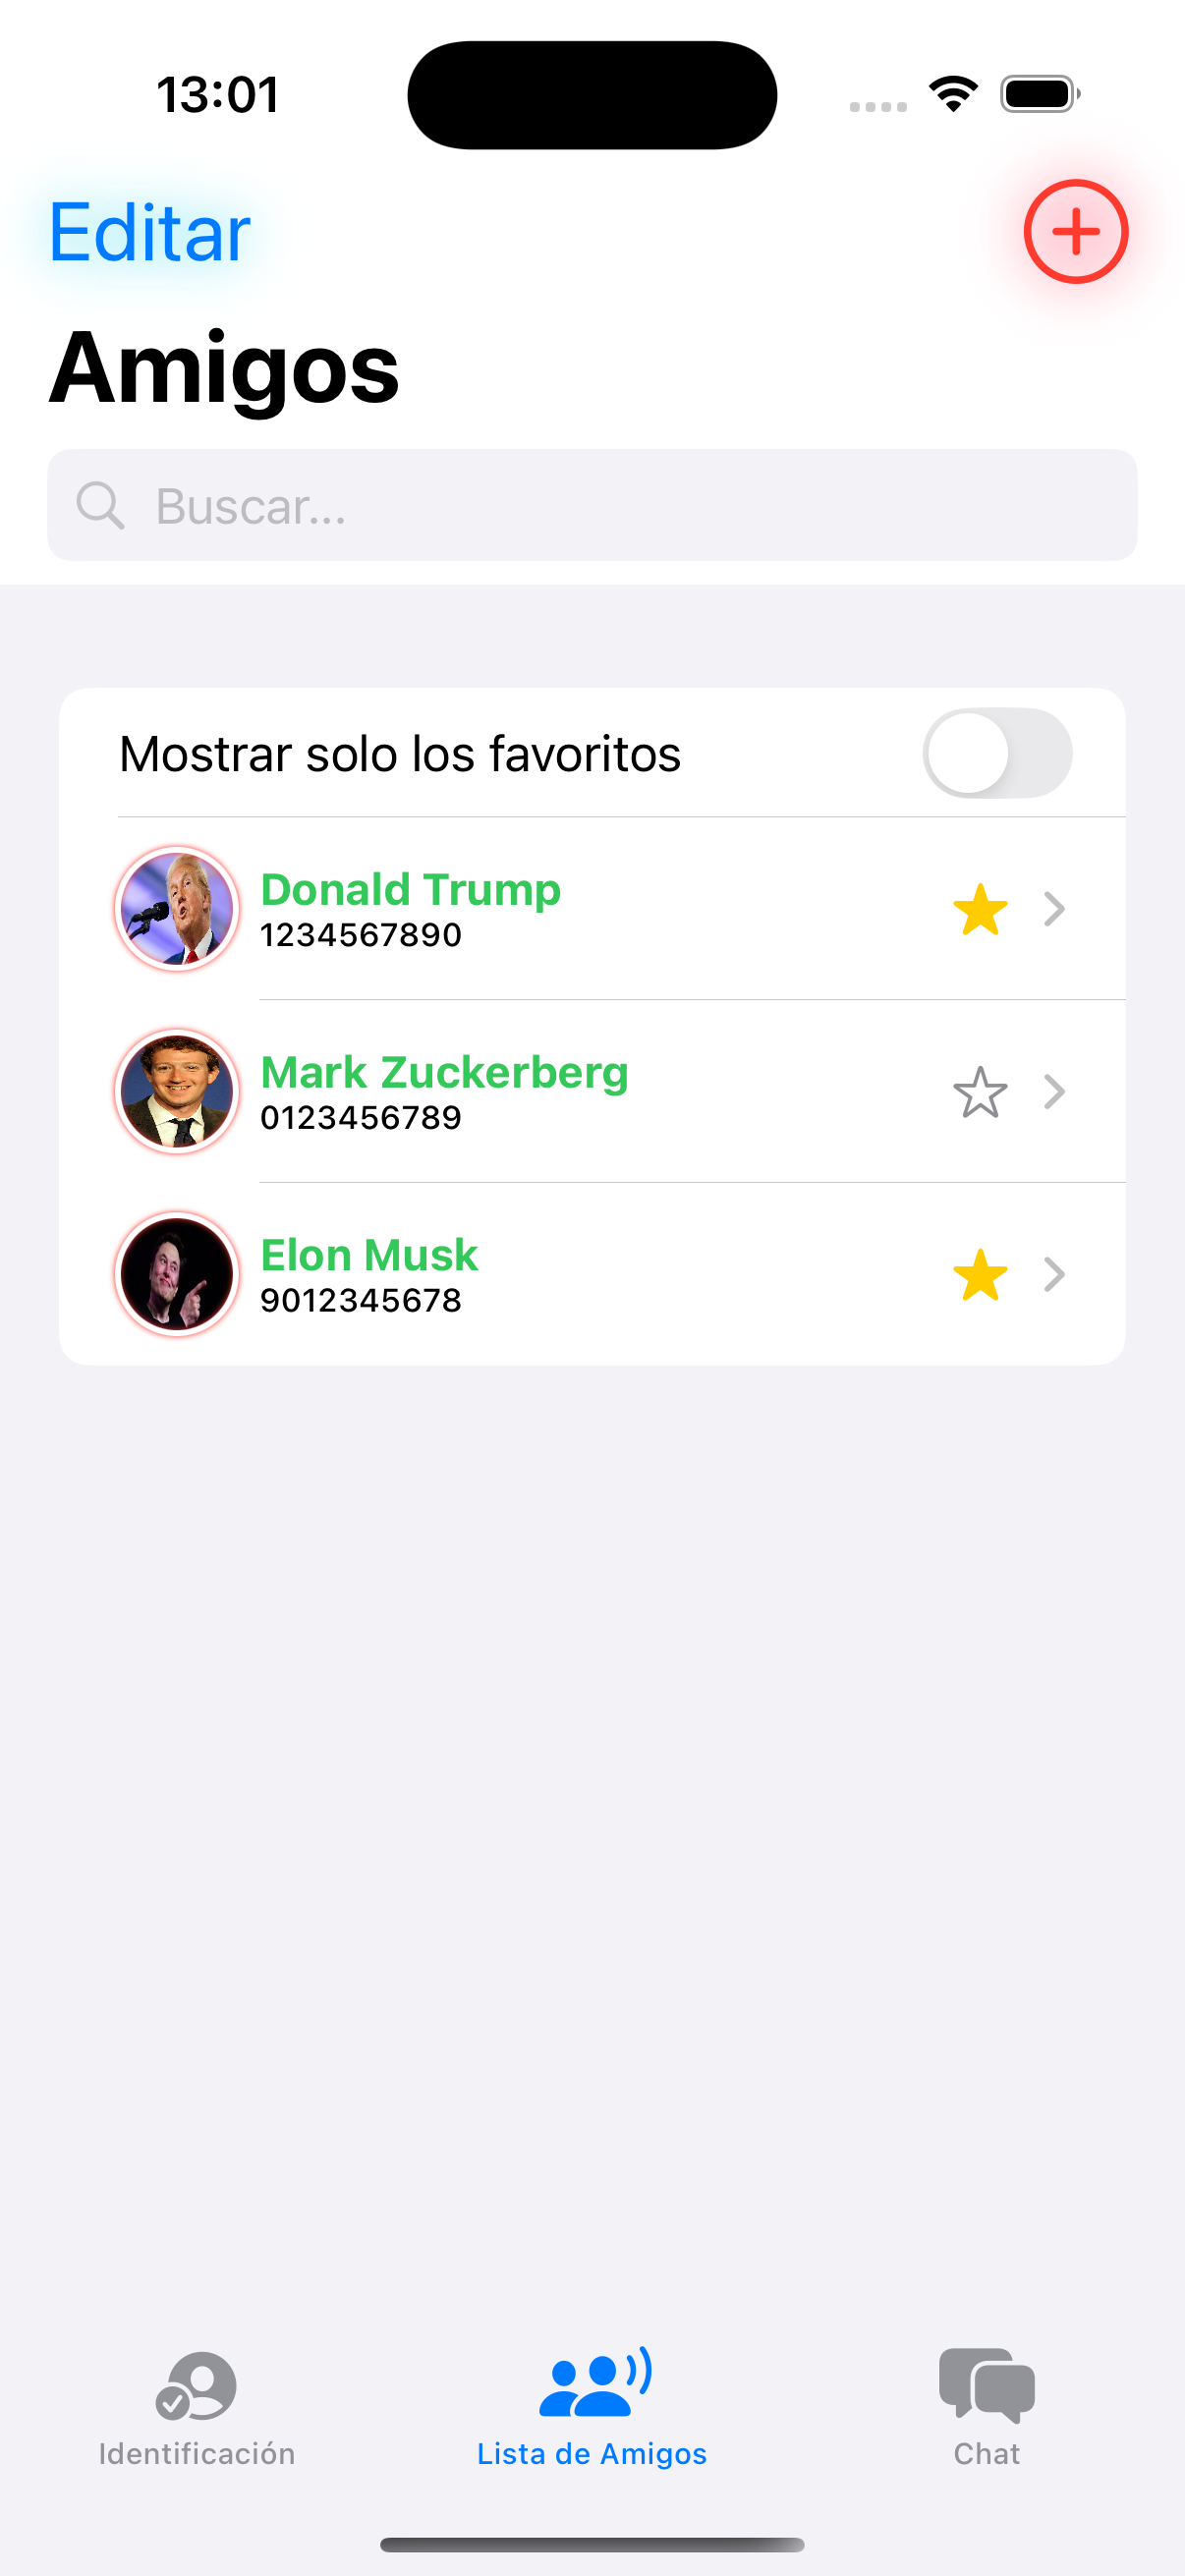 13:01
Editar
Amigos
Buscar...
Mostrar solo los favoritos
Donald Trump
1234567890
Mark Zuckerberg
0123456789
Elon Musk
9012345678
Identificación
Lista de Amigos
Chat